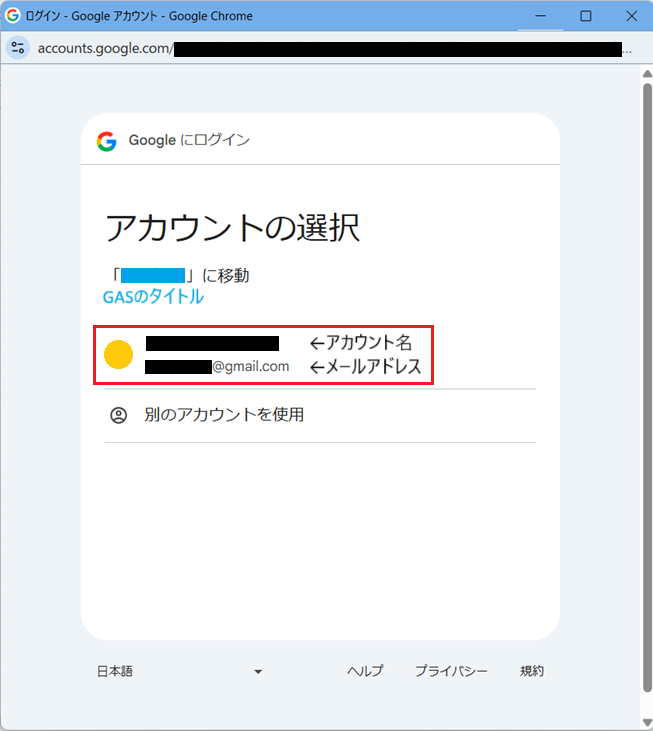 ログイン - Google アカウント - Google Chrome
accounts.google.com/ ...
Google にログイン
アカウントの選択
「 」に移動
GASのタイトル
←アカウント名
@gmail.com ←メールアドレス
別のアカウントを使用
日本語 ヘルプ プライバシー 規約